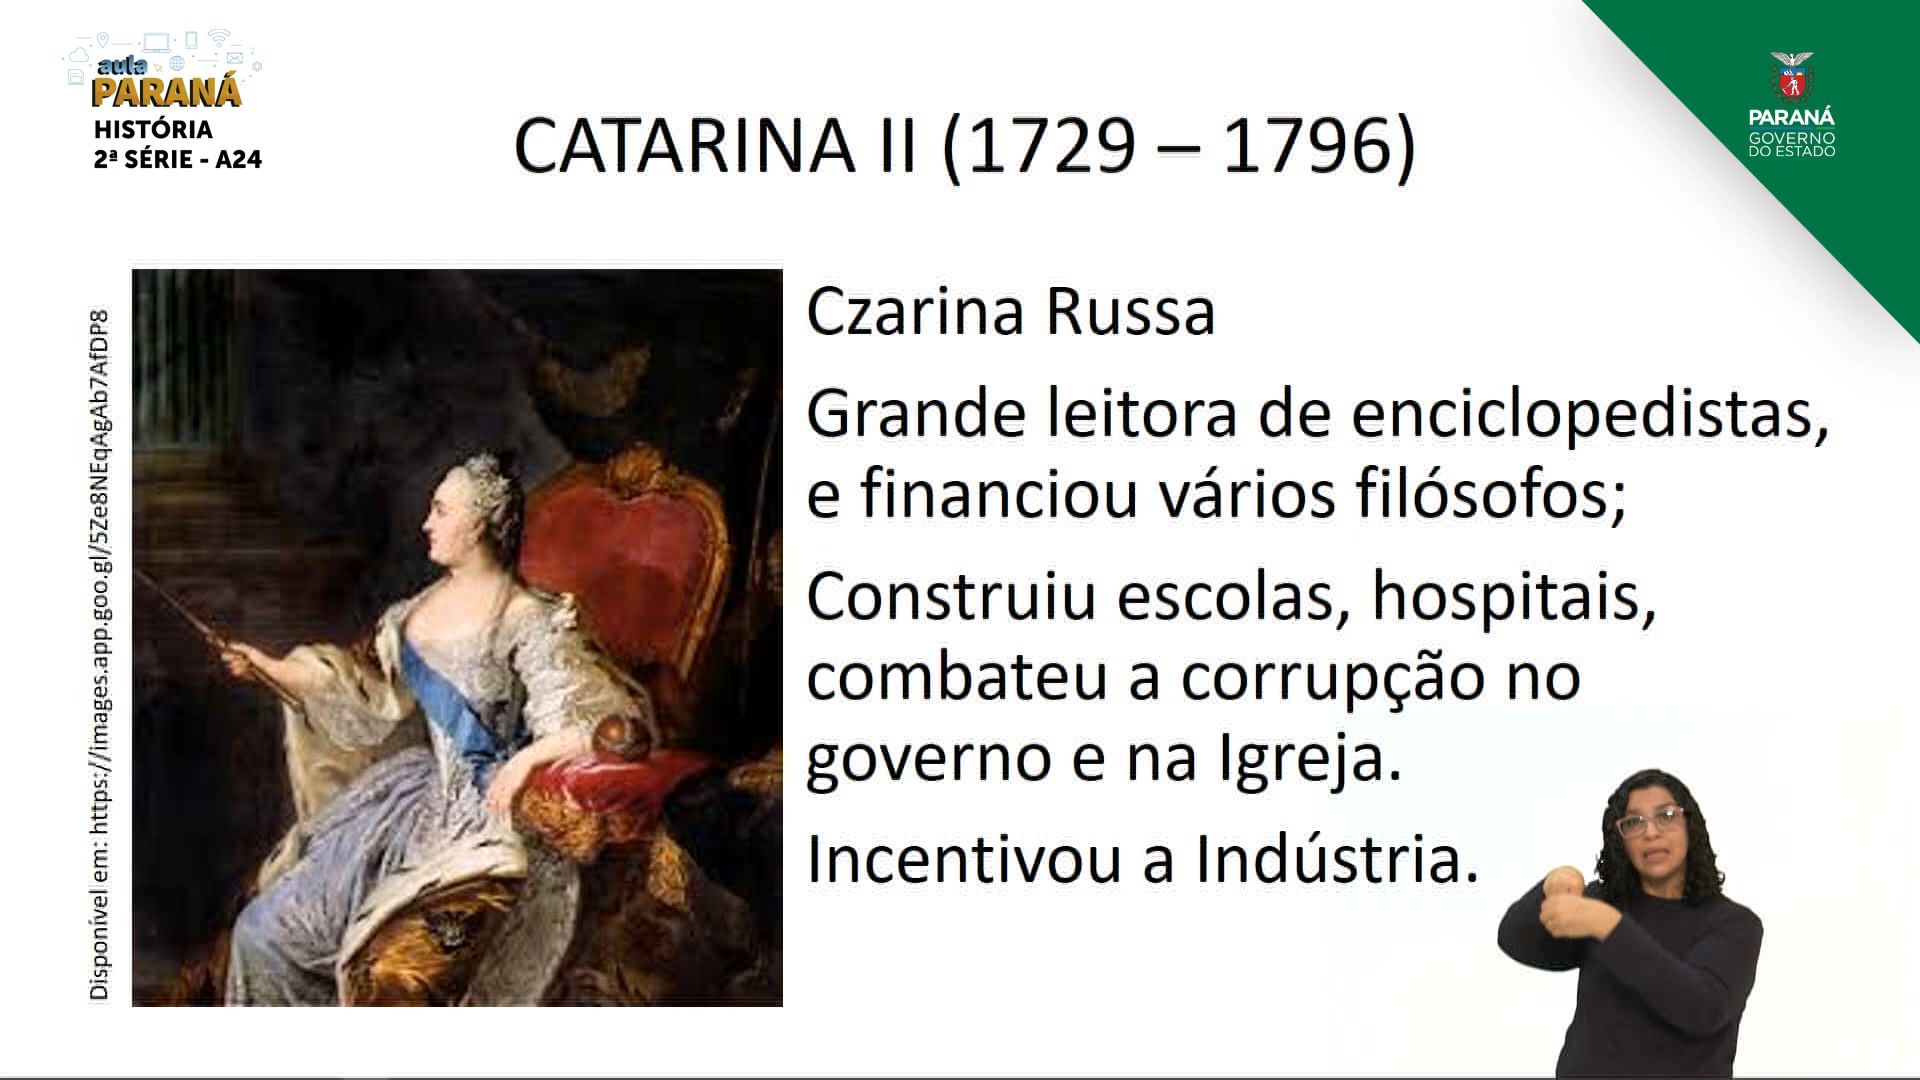 aula
PARANÁ
HISTÓRIA
2ª SÉRIE - A24
CATARINA II (1729 – 1796)
PARANÁ
GOVERNO
DO ESTADO
Disponível em: https://images.app.goo.gl/5Ze8NEqAgAb7AfDP8
Czarina Russa
Grande leitora de enciclopedistas,
e financiou vários filósofos;
Construiu escolas, hospitais,
combateu a corrupção no
governo e na Igreja.
Incentivou a Indústria.